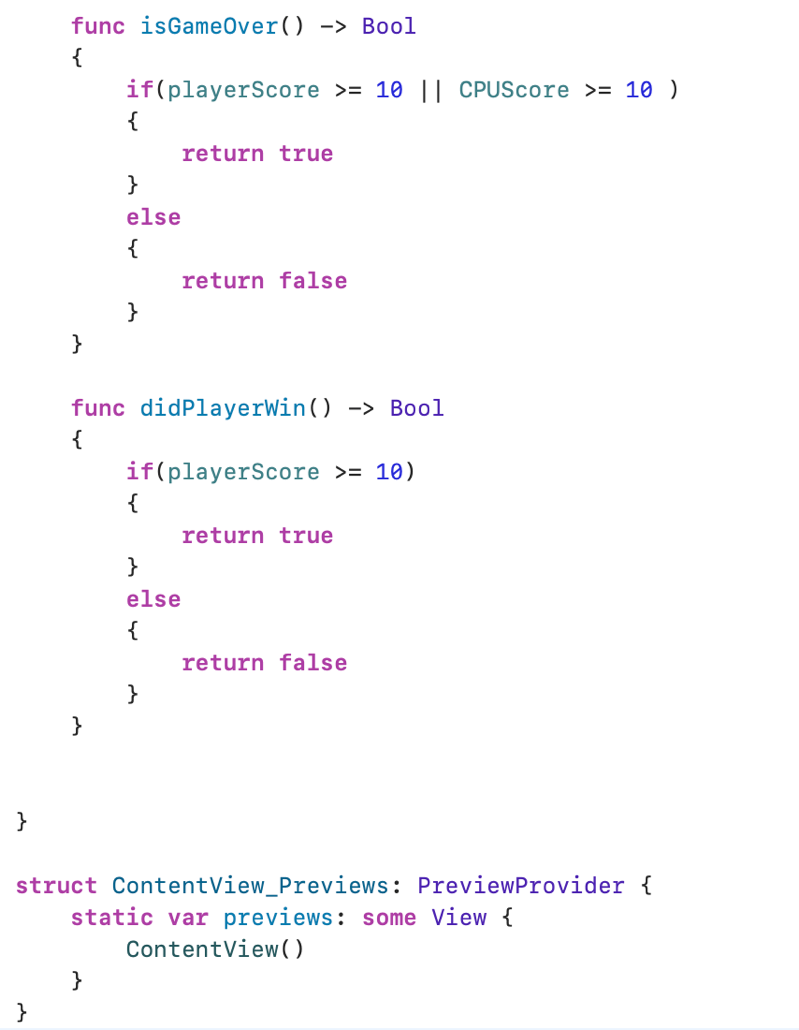 func isGameOver() -> Bool
{
if(playerScore >= 10 || CPUScore >= 10 )
{
return true
}
else
{
return false
}
}
func didPlayerWin() -> Bool
{
if(playerScore >= 10)
{
return true
}
else
{
return false
}
}
}
struct ContentView_Previews: PreviewProvider {
static var previews: some View {
ContentView()
}
}